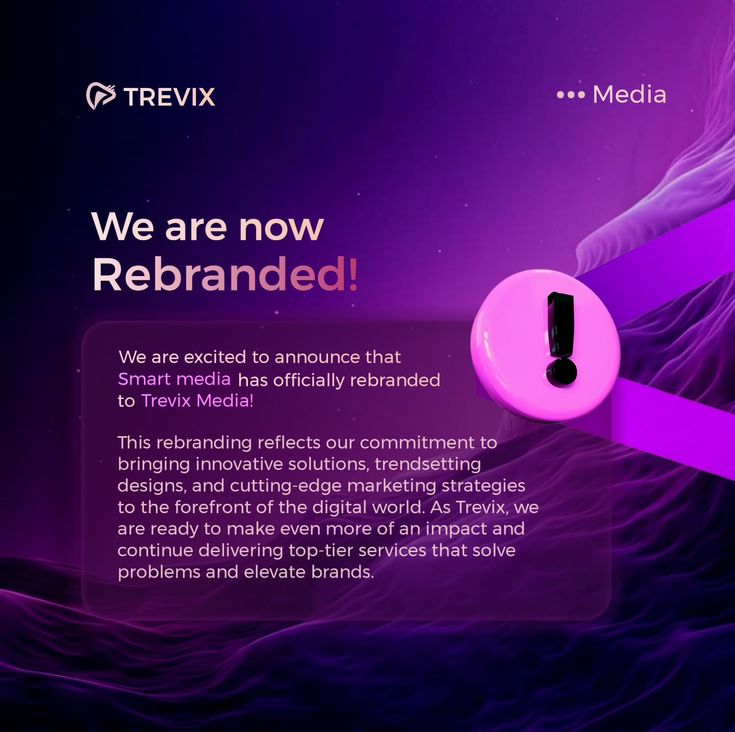 TREVIX
••• Media
We are now
Rebranded!
We are excited to announce that
Smart media has officially rebranded
to Trevix Media!
This rebranding reflects our commitment to
bringing innovative solutions, trendsetting
designs, and cutting-edge marketing strategies
to the forefront of the digital world. As Trevix, we
are ready to make even more of an impact and
continue delivering top-tier services that solve
problems and elevate brands.
!